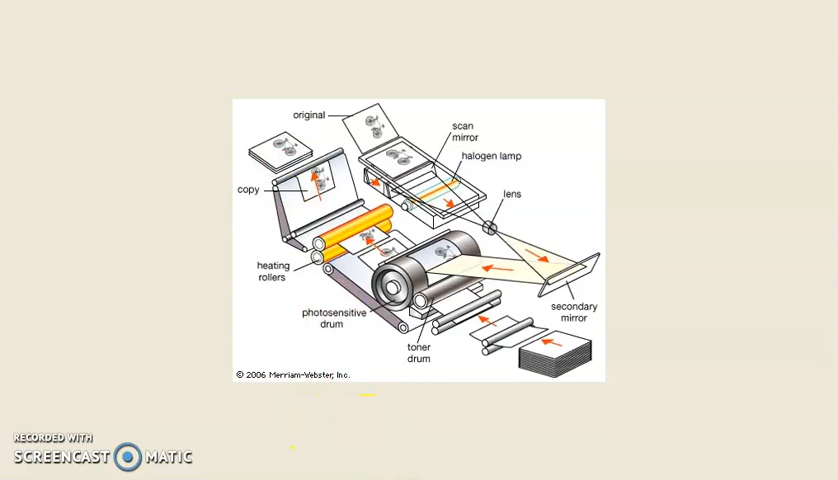 original
scan
mirror
halogen lamp
copy
lens
heating
rollers
photosensitive
drum
toner
drum
secondary
mirror
© 2006 Merriam-Webster, Inc.
RECORDED WITH
SCREENCAST MATIC